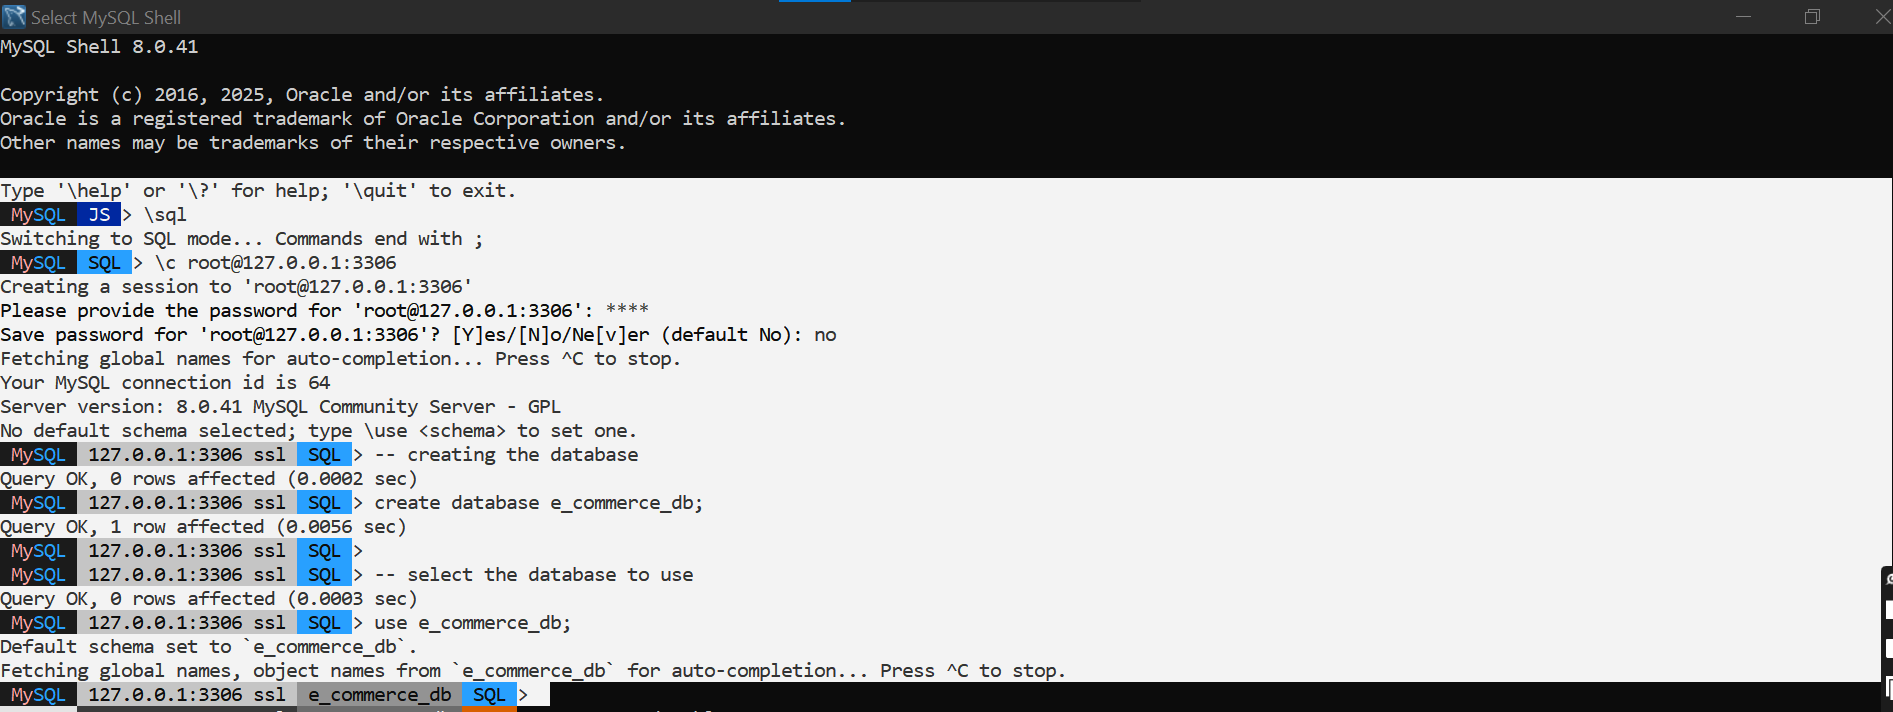 Select MySQL Shell
MySQL Shell 8.0.41
Copyright (c) 2016, 2025, Oracle and/or its affiliates.
Oracle is a registered trademark of Oracle Corporation and/or its affiliates.
Other names may be trademarks of their respective owners.
Type '\help' or '\?' for help; '\quit' to exit.
MySQL JS > \sql
Switching to SQL mode... Commands end with ;
MySQL SQL > \c root@127.0.0.1:3306
Creating a session to 'root@127.0.0.1:3306'
Please provide the password for 'root@127.0.0.1:3306': ****
Save password for 'root@127.0.0.1:3306'? [Y]es/[N]o/Ne[v]er (default No): no
Fetching global names for auto-completion... Press ^C to stop.
Your MySQL connection id is 64
Server version: 8.0.41 MySQL Community Server - GPL
No default schema selected; type \use <schema> to set one.
MySQL 127.0.0.1:3306 ssl SQL > -- creating the database
Query OK, 0 rows affected (0.0002 sec)
MySQL 127.0.0.1:3306 ssl SQL > create database e_commerce_db;
Query OK, 1 row affected (0.0056 sec)
MySQL 127.0.0.1:3306 ssl SQL >
MySQL 127.0.0.1:3306 ssl SQL > -- select the database to use
Query OK, 0 rows affected (0.0003 sec)
MySQL 127.0.0.1:3306 ssl SQL > use e_commerce_db;
Default schema set to `e_commerce_db`.
Fetching global names, object names from `e_commerce_db` for auto-completion... Press ^C to stop.
MySQL 127.0.0.1:3306 ssl e_commerce_db SQL >